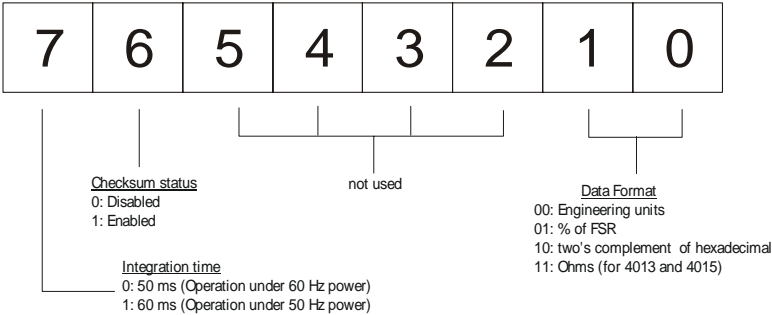 7 6 5 4 3 2 1 0
Checksum status
0: Disabled
1: Enabled
not used
Data Format
00: Engineering units
01: % of FSR
10: two's complement of hexadecimal
11: Ohms (for 4013 and 4015)
Integration time
0: 50 ms (Operation under 60 Hz power)
1: 60 ms (Operation under 50 Hz power)